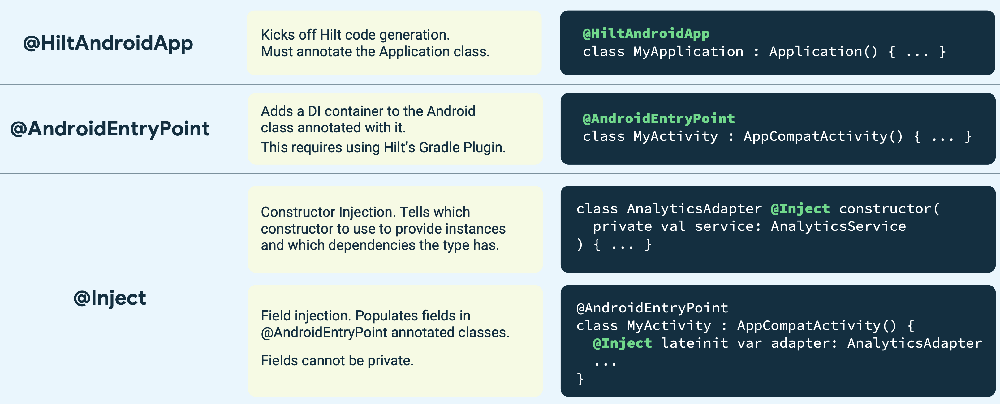 @HiltAndroidApp
Kicks off Hilt code generation.
Must annotate the Application class.
@HiltAndroidApp
class MyApplication : Application() { ... }
@AndroidEntryPoint
Adds a DI container to the Android
class annotated with it.
This requires using Hilt’s Gradle Plugin.
@AndroidEntryPoint
class MyActivity : AppCompatActivity() { ... }
@Inject
Constructor Injection. Tells which
constructor to use to provide instances
and which dependencies the type has.
class AnalyticsAdapter @Inject constructor(
  private val service: AnalyticsService
) { ... }
Field injection. Populates fields in
@AndroidEntryPoint annotated classes.
Fields cannot be private.
@AndroidEntryPoint
class MyActivity : AppCompatActivity() {
  @Inject lateinit var adapter: AnalyticsAdapter
  ...
}